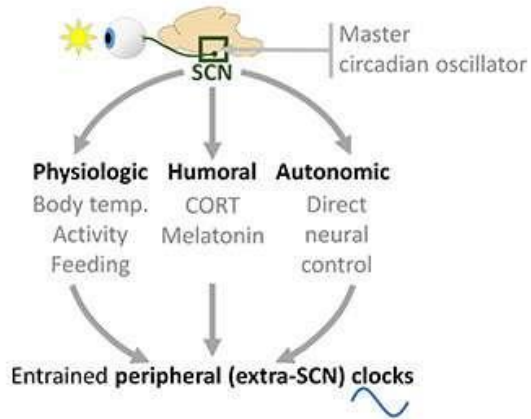 Master
circadian oscillator
SCN
Physiologic
Body temp.
Activity
Feeding
Humoral
CORT
Melatonin
Autonomic
Direct
neural
control
Entrained peripheral (extra-SCN) clocks